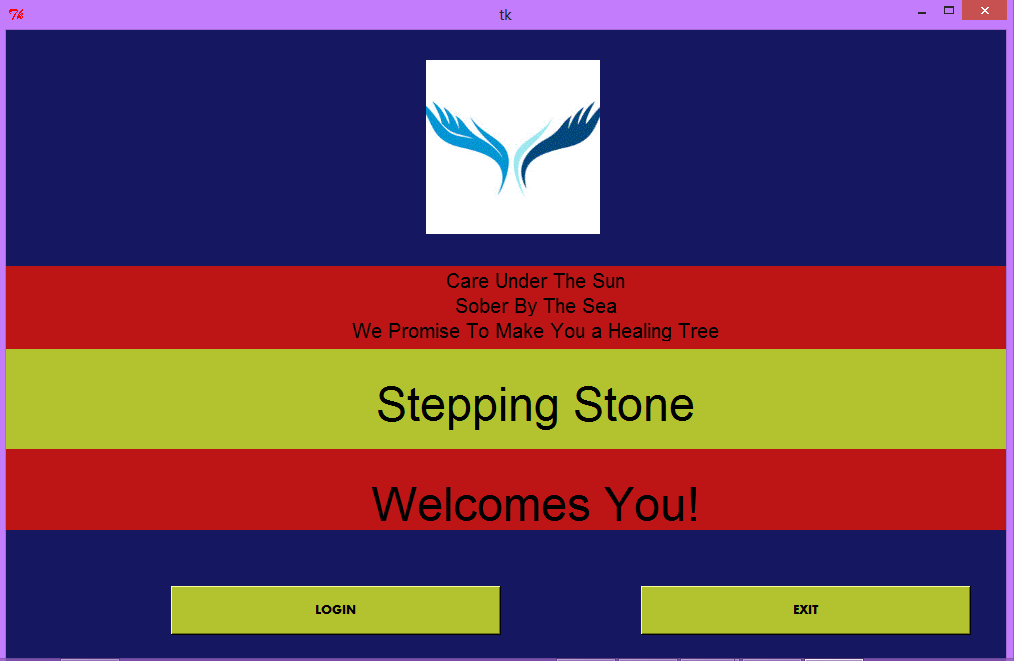 tk
Care Under The Sun
Sober By The Sea
We Promise To Make You a Healing Tree
Stepping Stone
Welcomes You!
LOGIN
EXIT